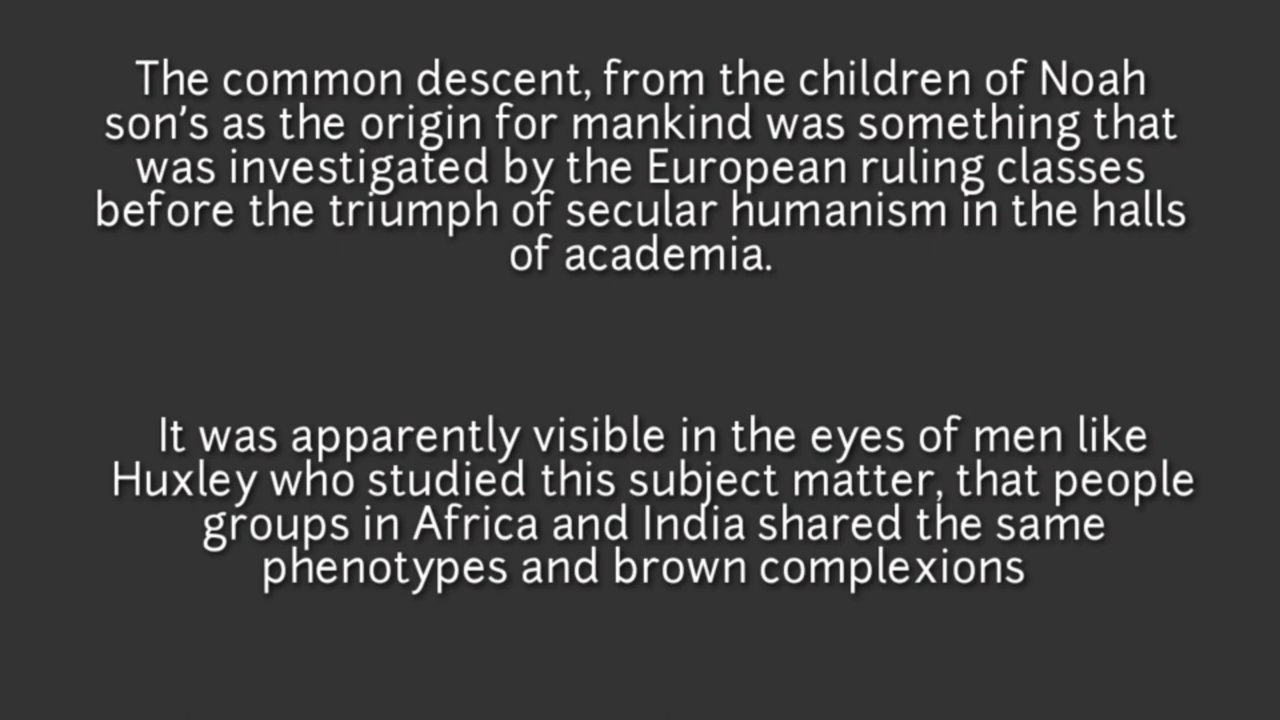 The common descent, from the children of Noah
son's as the origin for mankind was something that
was investigated by the European ruling classes
before the triumph of secular humanism in the halls
of academia.
It was apparently visible in the eyes of men like
Huxley who studied this subject matter, that people
groups in Africa and India shared the same
phenotypes and brown complexions